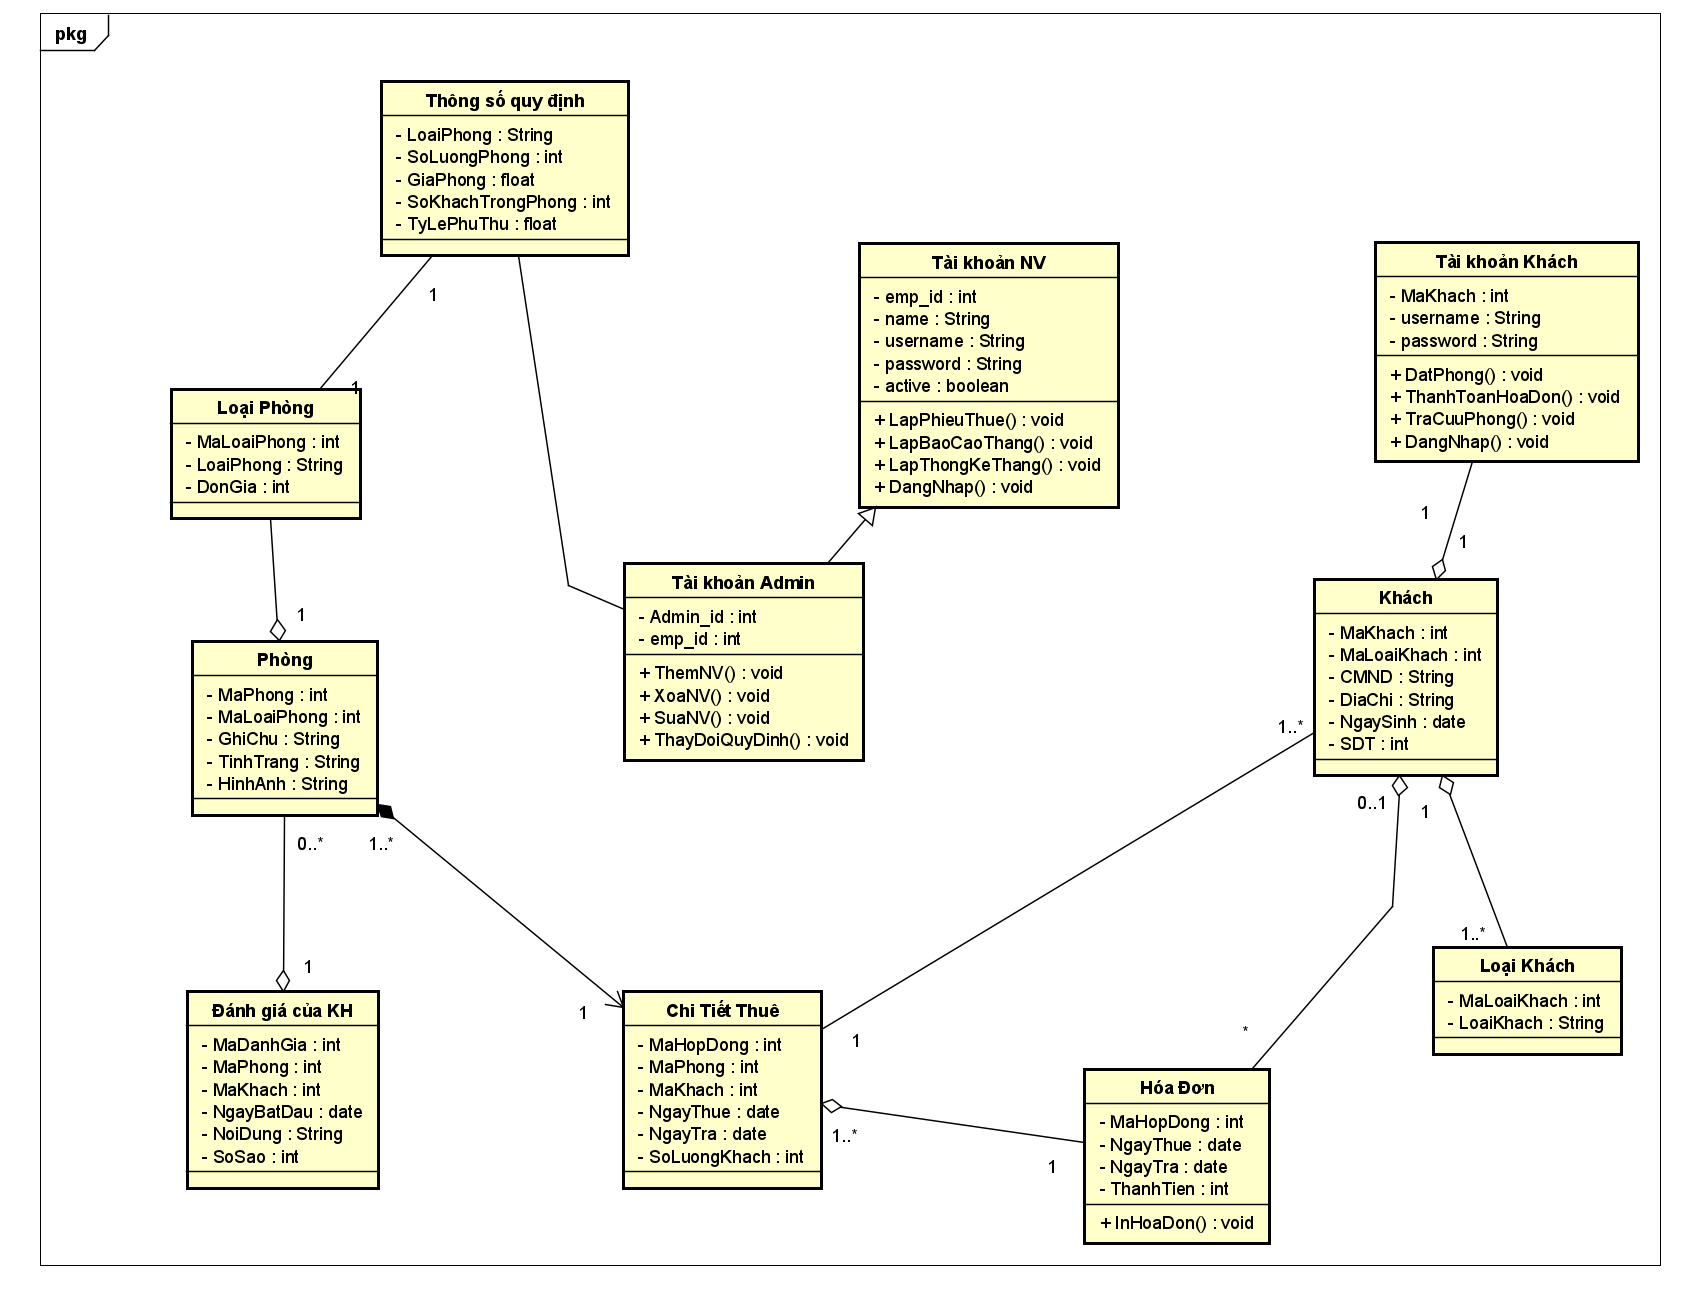 pkg
Thông số quy định
- LoaiPhong : String
- SoLuongPhong : int
- GiaPhong : float
- SoKhachTrongPhong : int
- TyLePhuThu : float
1
1
Loại Phòng
- MaLoaiPhong : int
- LoaiPhong : String
- DonGia : int
1
Phòng
- MaPhong : int
- MaLoaiPhong : int
- GhiChu : String
- TinhTrang : String
- HinhAnh : String
0..*
1..*
1
Đánh giá của KH
- MaDanhGia : int
- MaPhong : int
- MaKhach : int
- NgayBatDau : date
- NoiDung : String
- SoSao : int
Tài khoản NV
- emp_id : int
- name : String
- username : String
- password : String
- active : boolean
+ LapPhieuThue() : void
+ LapBaoCaoThang() : void
+ LapThongKeThang() : void
+ DangNhap() : void
Tài khoản Admin
- Admin_id : int
- emp_id : int
+ ThemNV() : void
+ XoaNV() : void
+ SuaNV() : void
+ ThayDoiQuyDinh() : void
1
Chi Tiết Thuê
- MaHopDong : int
- MaPhong : int
- MaKhach : int
- NgayThue : date
- NgayTra : date
- SoLuongKhach : int
1
1..*
1
Tài khoản Khách
- MaKhach : int
- username : String
- password : String
+ DatPhong() : void
+ ThanhToanHoaDon() : void
+ TraCuuPhong() : void
+ DangNhap() : void
1
1
Khách
- MaKhach : int
- MaLoaiKhach : int
- CMND : String
- DiaChi : String
- NgaySinh : date
- SDT : int
1..*
0..1
1
1..*
Loại Khách
- MaLoaiKhach : int
- LoaiKhach : String
*
Hóa Đơn
- MaHopDong : int
- NgayThue : date
- NgayTra : date
- ThanhTien : int
+ InHoaDon() : void